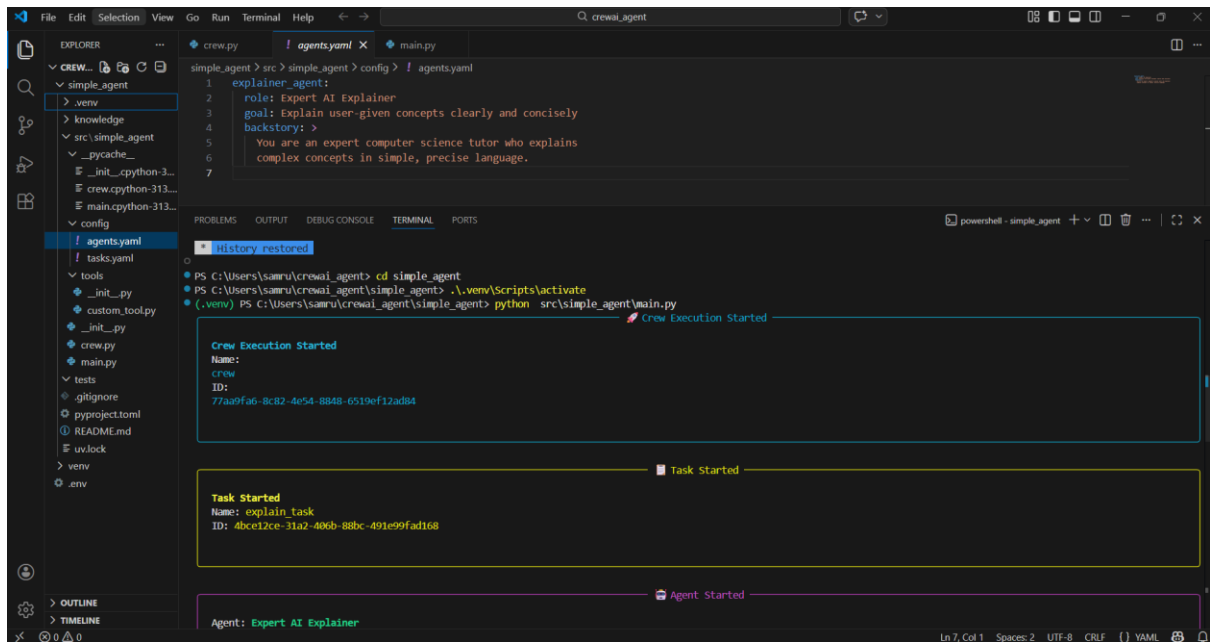 File Edit Selection View Go Run Terminal Help
crewai_agent
EXPLORER
CREW...
simple_agent
.venv
knowledge
src\simple_agent
__pycache__
__init__.cpython-3...
crew.cpython-313....
main.cpython-313...
config
agents.yaml
tasks.yaml
tools
__init__.py
custom_tool.py
__init__.py
crew.py
main.py
tests
.gitignore
pyproject.toml
README.md
uv.lock
venv
.env
OUTLINE
TIMELINE
crew.py agents.yaml main.py
simple_agent > src > simple_agent > config > ! agents.yaml
1 explainer_agent:
2 role: Expert AI Explainer
3 goal: Explain user-given concepts clearly and concisely
4 backstory: >
5 You are an expert computer science tutor who explains
6 complex concepts in simple, precise language.
7
PROBLEMS OUTPUT DEBUG CONSOLE TERMINAL PORTS
powershell - simple_agent
* History restored
PS C:\Users\samru\crewai_agent> cd simple_agent
PS C:\Users\samru\crewai_agent\simple_agent> .\.venv\Scripts\activate
(.venv) PS C:\Users\samru\crewai_agent\simple_agent> python src\simple_agent\main.py
🚀 Crew Execution Started
Crew Execution Started
Name:
crew
ID:
77aa9fa6-8c82-4e54-8848-6519ef12ad84
📋 Task Started
Task Started
Name: explain_task
ID: 4bce12ce-31a2-406b-88bc-491e99fad168
🤖 Agent Started
Agent: Expert AI Explainer
0 0
Ln 7, Col 1 Spaces: 2 UTF-8 CRLF {} YAML